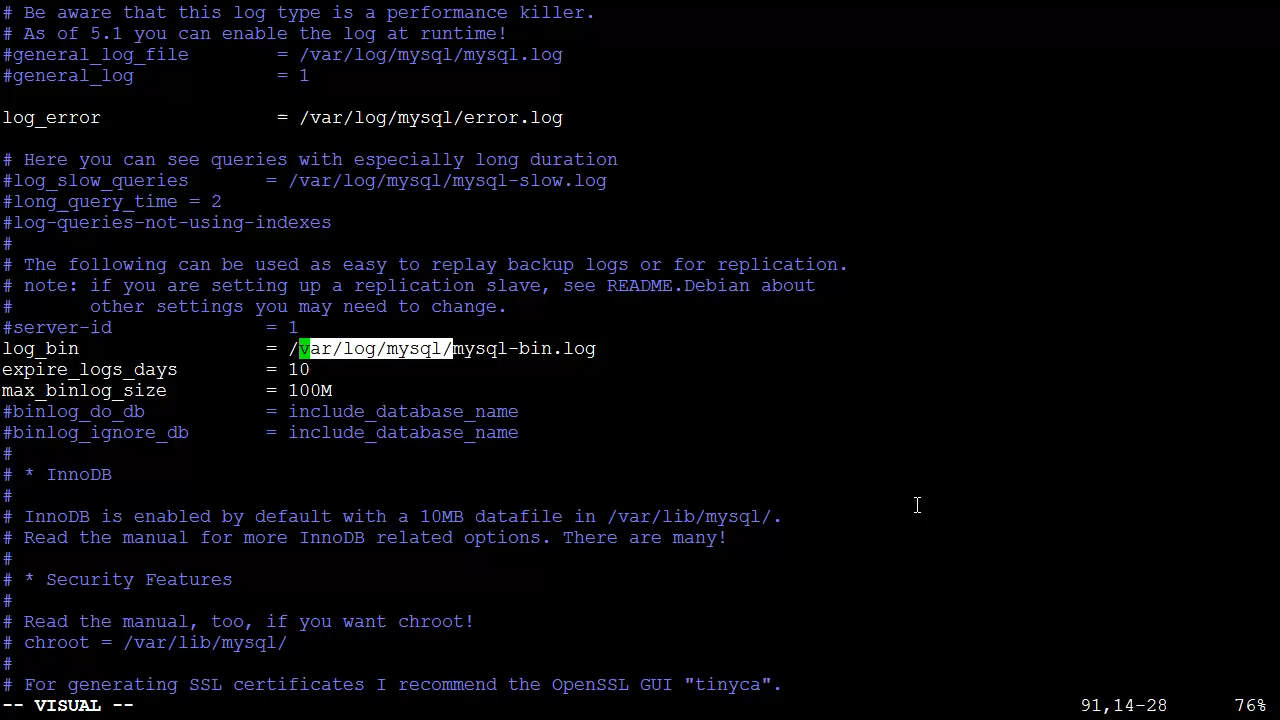 # Be aware that this log type is a performance killer.
# As of 5.1 you can enable the log at runtime!
#general_log_file        = /var/log/mysql/mysql.log
#general_log             = 1
log_error                = /var/log/mysql/error.log
# Here you can see queries with especially long duration
#log_slow_queries       = /var/log/mysql/mysql-slow.log
#long_query_time = 2
#log-queries-not-using-indexes
#
# The following can be used as easy to replay backup logs or for replication.
# note: if you are setting up a replication slave, see README.Debian about
#       other settings you may need to change.
#server-id              = 1
log_bin                 = /var/log/mysql/mysql-bin.log
expire_logs_days        = 10
max_binlog_size         = 100M
#binlog_do_db           = include_database_name
#binlog_ignore_db       = include_database_name
#
# * InnoDB
#
# InnoDB is enabled by default with a 10MB datafile in /var/lib/mysql/.
# Read the manual for more InnoDB related options. There are many!
#
# * Security Features
#
# Read the manual, too, if you want chroot!
# chroot = /var/lib/mysql/
#
# For generating SSL certificates I recommend the OpenSSL GUI "tinyca".
-- VISUAL --                                                                                       91,14-28      76%